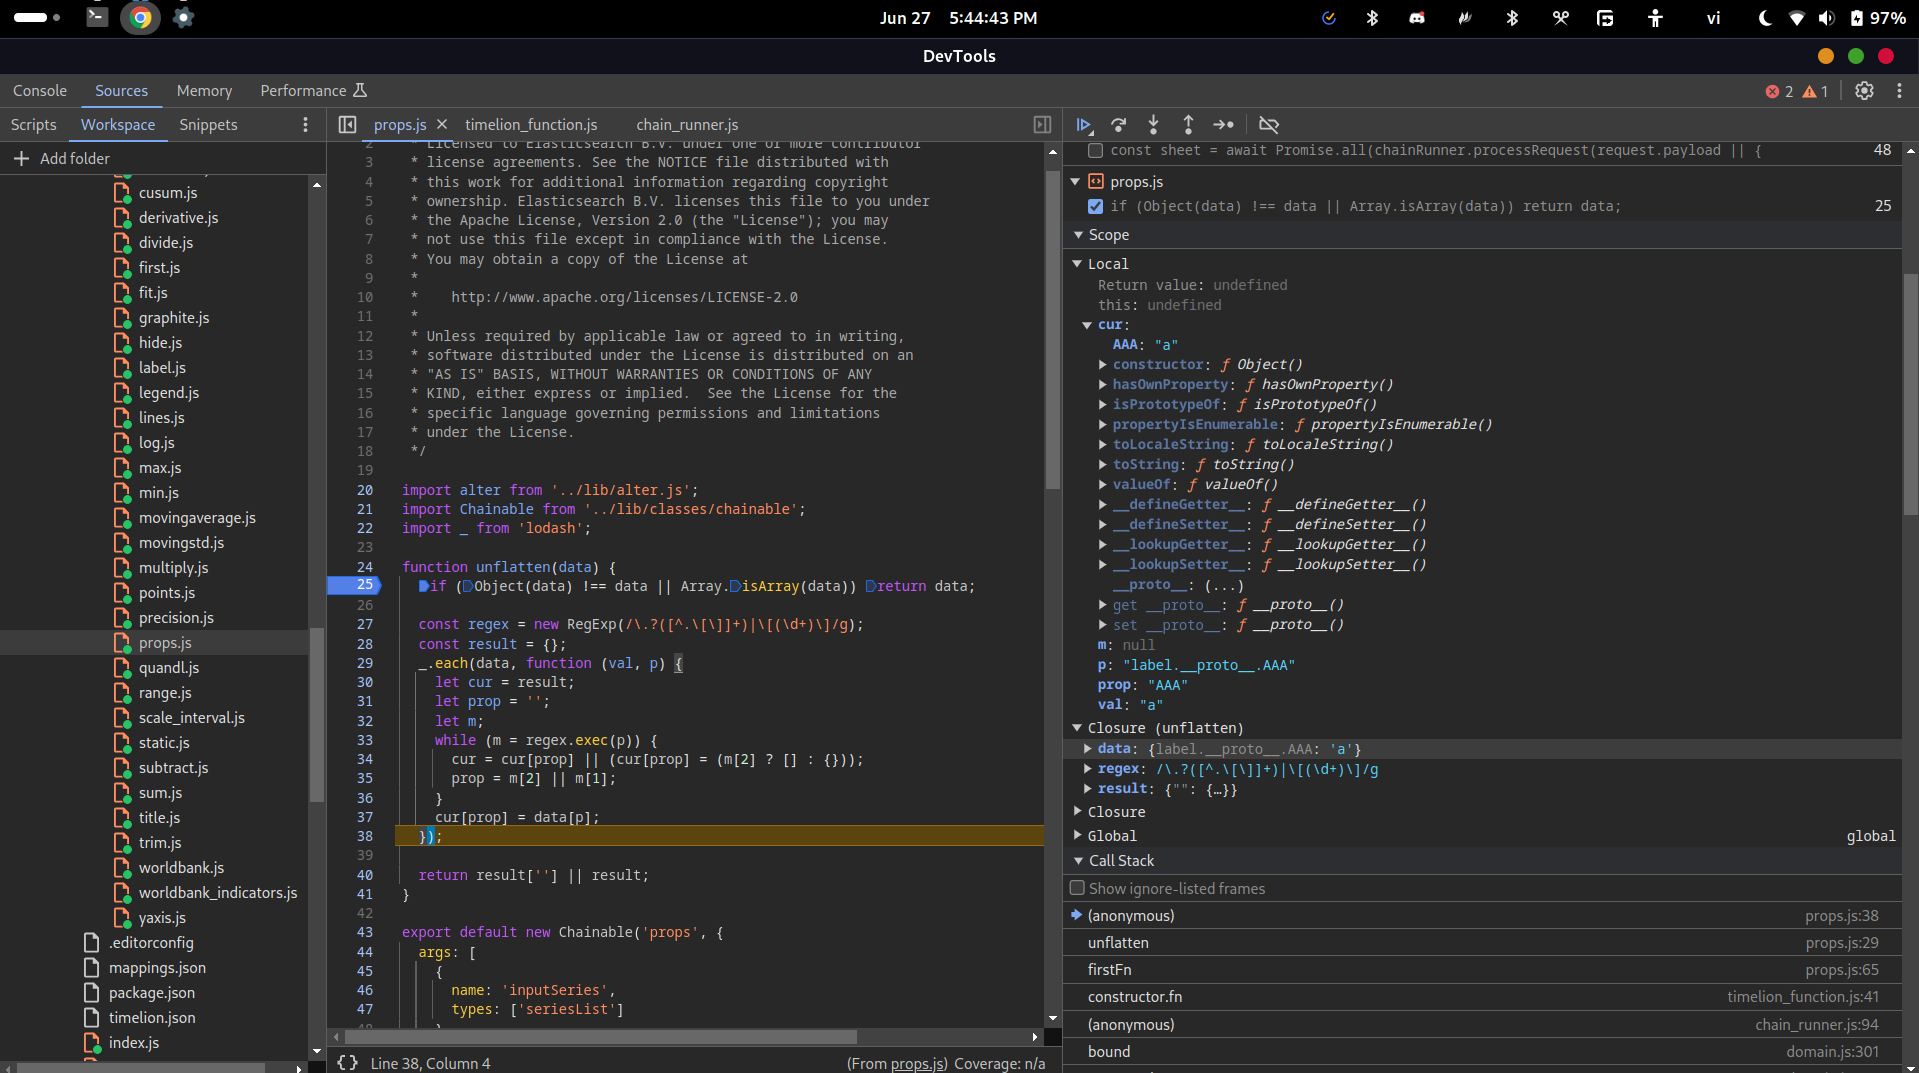 Jun 27 5:44:43 PM
vi
97%
DevTools
Console Sources Memory Performance
2 1
Scripts Workspace Snippets
props.js timelion_function.js chain_runner.js
Add folder
cusum.js
derivative.js
divide.js
first.js
fit.js
graphite.js
hide.js
label.js
legend.js
lines.js
log.js
max.js
min.js
movingaverage.js
movingstd.js
multiply.js
points.js
precision.js
props.js
quandl.js
range.js
scale_interval.js
static.js
subtract.js
sum.js
title.js
trim.js
worldbank.js
worldbank_indicators.js
yaxis.js
.editorconfig
mappings.json
package.json
timelion.json
index.js
2 * Licensed to Elasticsearch B.V. under one or more contributor
3 * license agreements. See the NOTICE file distributed with
4 * this work for additional information regarding copyright
5 * ownership. Elasticsearch B.V. licenses this file to you under
6 * the Apache License, Version 2.0 (the "License"); you may
7 * not use this file except in compliance with the License.
8 * You may obtain a copy of the License at
9 *
10 *    http://www.apache.org/licenses/LICENSE-2.0
11 *
12 * Unless required by applicable law or agreed to in writing,
13 * software distributed under the License is distributed on an
14 * "AS IS" BASIS, WITHOUT WARRANTIES OR CONDITIONS OF ANY
15 * KIND, either express or implied.  See the License for the
16 * specific language governing permissions and limitations
17 * under the License.
18 */
19
20 import alter from '../lib/alter.js';
21 import Chainable from '../lib/classes/chainable';
22 import _ from 'lodash';
23
24 function unflatten(data) {
25   if (Object(data) !== data || Array.isArray(data)) return data;
26
27   const regex = new RegExp(/\.?([^.\[\]]+)|\[(\d+)\]/g);
28   const result = {};
29   _.each(data, function (val, p) {
30     let cur = result;
31     let prop = '';
32     let m;
33     while (m = regex.exec(p)) {
34       cur = cur[prop] || (cur[prop] = (m[2] ? [] : {}));
35       prop = m[2] || m[1];
36     }
37     cur[prop] = data[p];
38   });
39
40   return result[''] || result;
41 }
42
43 export default new Chainable('props', {
44   args: [
45     {
46       name: 'inputSeries',
47       types: ['seriesList']
{} Line 38, Column 4 (From props.js) Coverage: n/a
const sheet = await Promise.all(chainRunner.processRequest(request.payload || { 48
props.js
if (Object(data) !== data || Array.isArray(data)) return data; 25
Scope
Local
Return value: undefined
this: undefined
cur:
AAA: "a"
constructor: ƒ Object()
hasOwnProperty: ƒ hasOwnProperty()
isPrototypeOf: ƒ isPrototypeOf()
propertyIsEnumerable: ƒ propertyIsEnumerable()
toLocaleString: ƒ toLocaleString()
toString: ƒ toString()
valueOf: ƒ valueOf()
__defineGetter__: ƒ __defineGetter__()
__defineSetter__: ƒ __defineSetter__()
__lookupGetter__: ƒ __lookupGetter__()
__lookupSetter__: ƒ __lookupSetter__()
__proto__: (...)
get __proto__: ƒ __proto__()
set __proto__: ƒ __proto__()
m: null
p: "label.__proto__.AAA"
prop: "AAA"
val: "a"
Closure (unflatten)
data: {label.__proto__.AAA: 'a'}
regex: /\.?([^.\[\]]+)|\[(\d+)\]/g
result: {"": {…}}
Closure
Global global
Call Stack
Show ignore-listed frames
(anonymous) props.js:38
unflatten props.js:29
firstFn props.js:65
constructor.fn timelion_function.js:41
(anonymous) chain_runner.js:94
bound domain.js:301